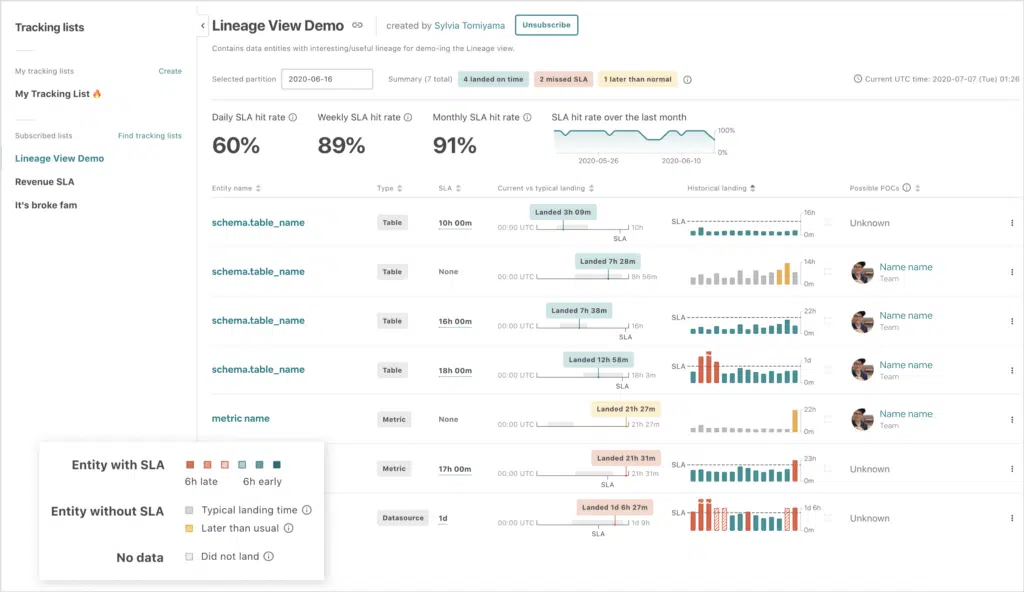 Tracking lists
My tracking lists Create
My Tracking List 🔥
Subscribed lists Find tracking lists
Lineage View Demo
Revenue SLA
It's broke fam
Lineage View Demo created by Sylvia Tomiyama Unsubscribe
Contains data entities with interesting/useful lineage for demo-ing the Lineage view.
Selected partition 2020-06-16 Summary (7 total) 4 landed on time 2 missed SLA 1 later than normal Current UTC time: 2020-07-07 (Tue) 01:26
Daily SLA hit rate Weekly SLA hit rate Monthly SLA hit rate SLA hit rate over the last month
60% 89% 91%
100%
0%
2020-05-26 2020-06-10
Entity name Type SLA Current vs typical landing Historical landing Possible POCs
schema.table_name Table 10h 00m Landed 3h 09m 00:00 UTC 10h SLA SLA 16h 0m Unknown
schema.table_name Table None Landed 7h 28m 00:00 UTC 8h 56m 14h 0m Name name Team
schema.table_name Table 16h 00m Landed 7h 38m 00:00 UTC 16h SLA SLA 22h 0m Name name Team
schema.table_name Table 18h 00m Landed 12h 58m 00:00 UTC 18h 3m SLA SLA 1d 0m Name name Team
metric name Metric None Landed 21h 27m 00:00 UTC 21h 27m 22h 0m Name name Team
Metric 17h 00m Landed 21h 31m 00:00 UTC 21h 31m SLA SLA 23h 0m Unknown
Datasource 1d Landed 1d 6h 27m 00:00 UTC 1d 9h SLA SLA 1d 6h 0m Unknown
Entity with SLA
6h late 6h early
Entity without SLA Typical landing time
Later than usual
No data Did not land